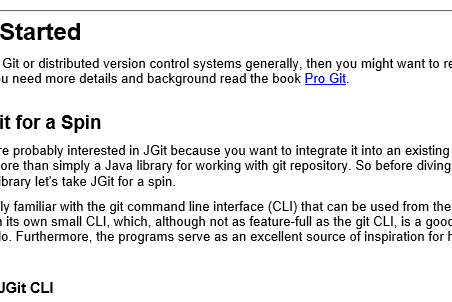 Started
Git or distributed version control systems generally, then you might want to
you need more details and background read the book Pro Git.
it for a Spin
probably interested in JGit because you want to integrate it into an existing
more than simply a Java library for working with git repository. So before diving
library let's take JGit for a spin.
familiar with the git command line interface (CLI) that can be used from the
its own small CLI, which, although not as feature-full as the git CLI, is a good
Furthermore, the programs serve as an excellent source of inspiration for
JGit CLI